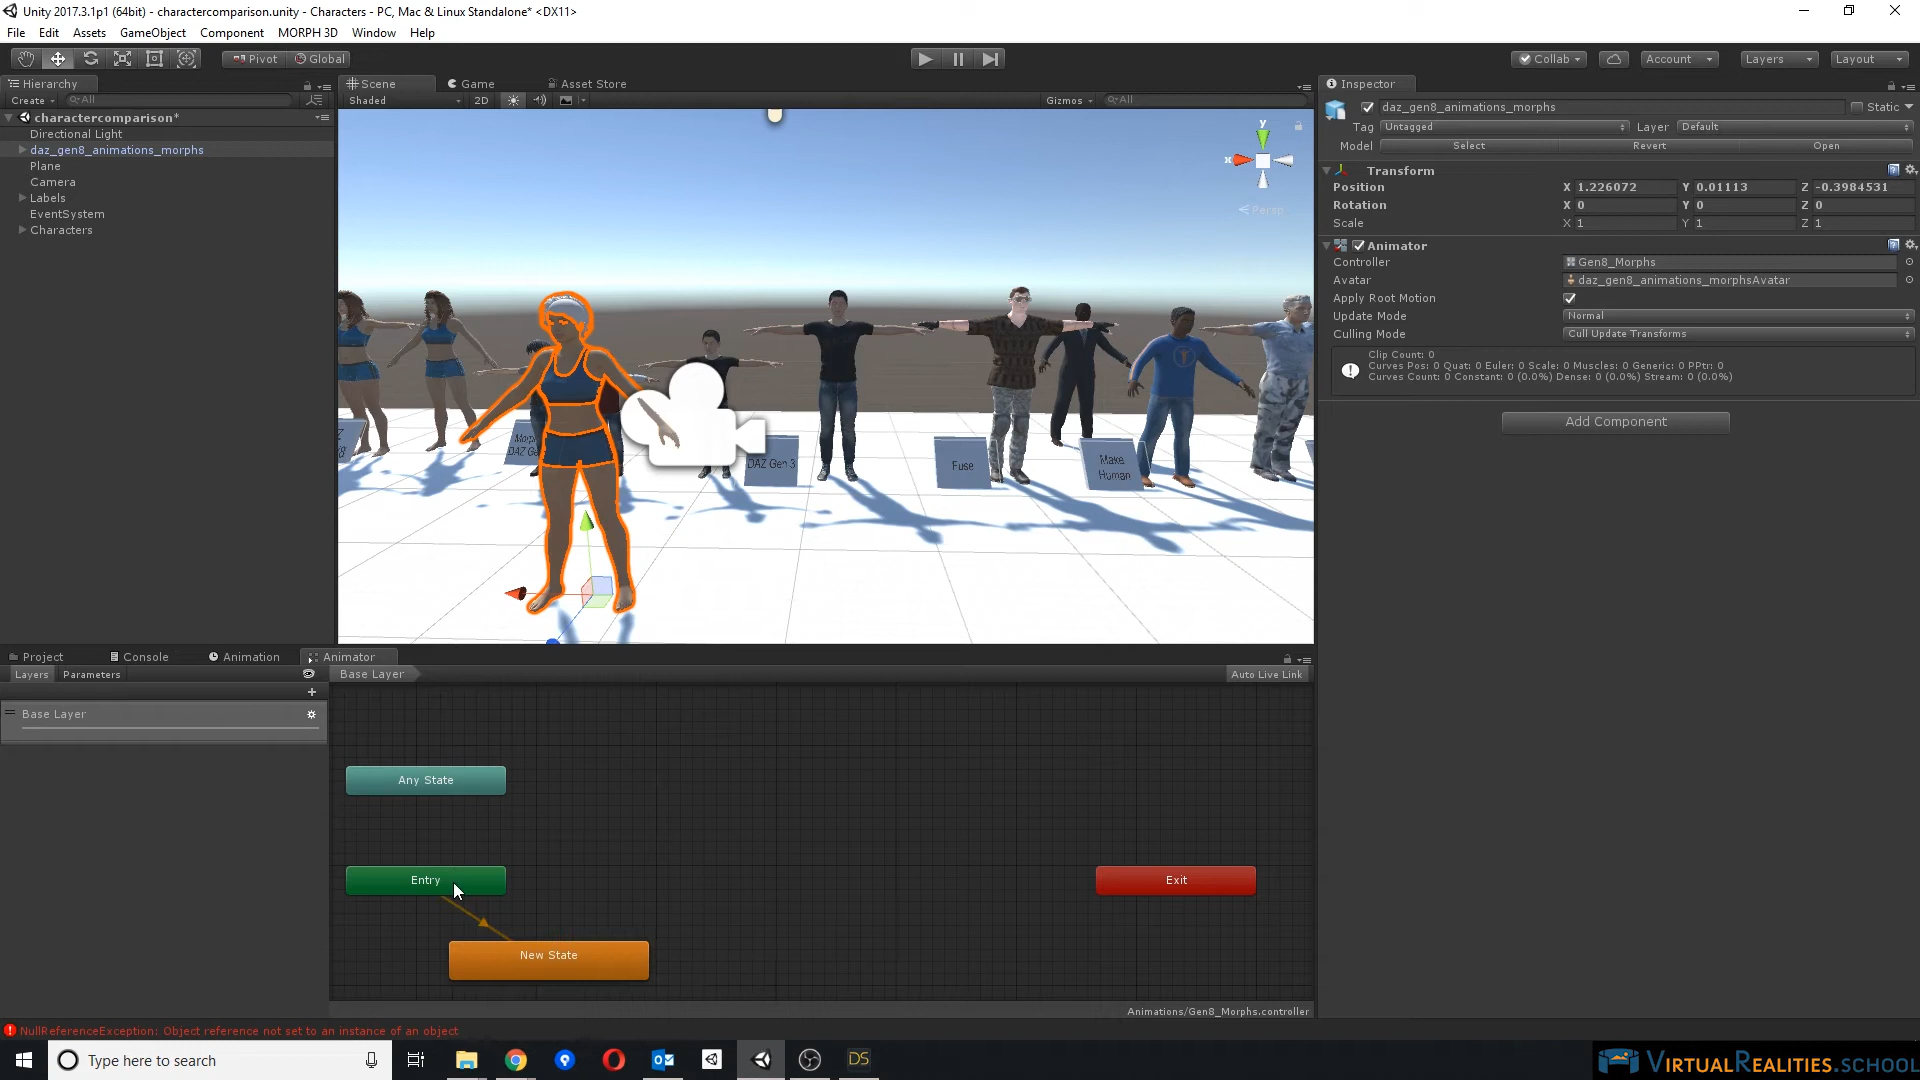 Unity 2017.3.1p1 (64bit) - charactercomparison.unity - Characters - PC, Mac & Linux Standalone* <DX11>
File Edit Assets GameObject Component MORPH 3D Window Help
Pivot Global Collab Account Layers Layout
Hierarchy
Create All
charactercomparison*
Directional Light
daz_gen8_animations_morphs
Plane
Camera
Labels
EventSystem
Characters
Scene Game Asset Store
Shaded 2D Gizmos All
y
x
Persp
DAZ Gen 3
Fuse
Make
Human
Inspector
daz_gen8_animations_morphs Static
Tag Untagged Layer Default
Model Select Revert Open
Transform
Position X 1.226072 Y 0.01113 Z -0.3984531
Rotation X 0 Y 0 Z 0
Scale X 1 Y 1 Z 1
Animator
Controller Gen8_Morphs
Avatar daz_gen8_animations_morphsAvatar
Apply Root Motion
Update Mode Normal
Culling Mode Cull Update Transforms
Clip Count: 0
Curves Pos: 0 Quat: 0 Euler: 0 Scale: 0 Muscles: 0 Generic: 0 PPtr: 0
Curves Count: 0 Constant: 0 (0.0%) Dense: 0 (0.0%) Stream: 0 (0.0%)
Add Component
Project Console Animation Animator
Layers Parameters
Base Layer Auto Live Link
Base Layer
Any State
Entry
Exit
New State
Animations/Gen8_Morphs.controller
NullReferenceException: Object reference not set to an instance of an object
Type here to search
DS
VIRTUALREALITIES.SCHOOL